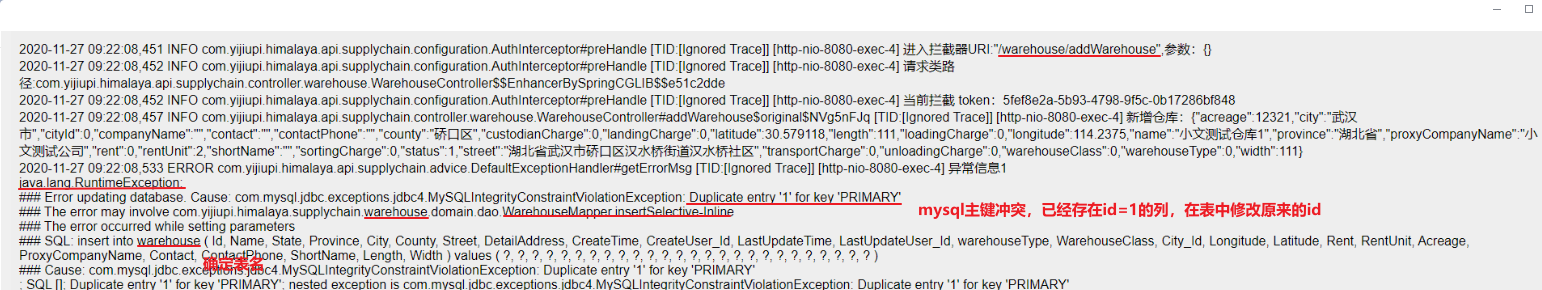 2020-11-27 09:22:08,451 INFO com.yijiupi.himalaya.api.supplychain.configuration.AuthInterceptor#preHandle [TID:[Ignored Trace]] [http-nio-8080-exec-4] 进入拦截器URI:"/warehouse/addWarehouse",参数：{}
2020-11-27 09:22:08,452 INFO com.yijiupi.himalaya.api.supplychain.configuration.AuthInterceptor#preHandle [TID:[Ignored Trace]] [http-nio-8080-exec-4] 请求类路
径:com.yijiupi.himalaya.api.supplychain.controller.warehouse.WarehouseController$$EnhancerBySpringCGLIB$$e51c2dde
2020-11-27 09:22:08,452 INFO com.yijiupi.himalaya.api.supplychain.configuration.AuthInterceptor#preHandle [TID:[Ignored Trace]] [http-nio-8080-exec-4] 当前拦截 token：5fef8e2a-5b93-4798-9f5c-0b17286bf848
2020-11-27 09:22:08,457 INFO com.yijiupi.himalaya.api.supplychain.controller.warehouse.WarehouseController#addWarehouse$original$NVg5nFJq [TID:[Ignored Trace]] [http-nio-8080-exec-4] 新增仓库：{"acreage":12321,"city":"武汉
市","cityId":0,"companyName":"","contact":"","contactPhone":"","county":"硚口区","custodianCharge":0,"landingCharge":0,"latitude":30.579118,"length":111,"loadingCharge":0,"longitude":114.2375,"name":"小文测试仓库1","province":"湖北省","proxyCompanyName":"小
文测试公司","rent":0,"rentUnit":2,"shortName":"","sortingCharge":0,"status":1,"street":"湖北省武汉市硚口区汉水桥街道汉水桥社区","transportCharge":0,"unloadingCharge":0,"warehouseClass":0,"warehouseType":0,"width":111}
2020-11-27 09:22:08,533 ERROR com.yijiupi.himalaya.api.supplychain.advice.DefaultExceptionHandler#getErrorMsg [TID:[Ignored Trace]] [http-nio-8080-exec-4] 异常信息1
java.lang.RuntimeException:
### Error updating database. Cause: com.mysql.jdbc.exceptions.jdbc4.MySQLIntegrityConstraintViolationException: Duplicate entry '1' for key 'PRIMARY'
### The error may involve com.yijiupi.himalaya.supplychain.warehouse.domain.dao.WarehouseMapper.insertSelective-Inline
mysql主键冲突，已经存在id=1的列，在表中修改原来的id
### The error occurred while setting parameters
### SQL: insert into warehouse ( Id, Name, State, Province, City, County, Street, DetailAddress, CreateTime, CreateUser_Id, LastUpdateTime, LastUpdateUser_Id, warehouseType, WarehouseClass, City_Id, Longitude, Latitude, Rent, RentUnit, Acreage,
ProxyCompanyName, Contact, ContactPhone, ShortName, Length, Width ) values ( ?, ?, ?, ?, ?, ?, ?, ?, ?, ?, ?, ?, ?, ?, ?, ?, ?, ?, ?, ?, ?, ?, ?, ?, ?, ? )
确定表名
### Cause: com.mysql.jdbc.exceptions.jdbc4.MySQLIntegrityConstraintViolationException: Duplicate entry '1' for key 'PRIMARY'
; SQL []; Duplicate entry '1' for key 'PRIMARY'; nested exception is com.mysql.jdbc.exceptions.jdbc4.MySQLIntegrityConstraintViolationException: Duplicate entry '1' for key 'PRIMARY'